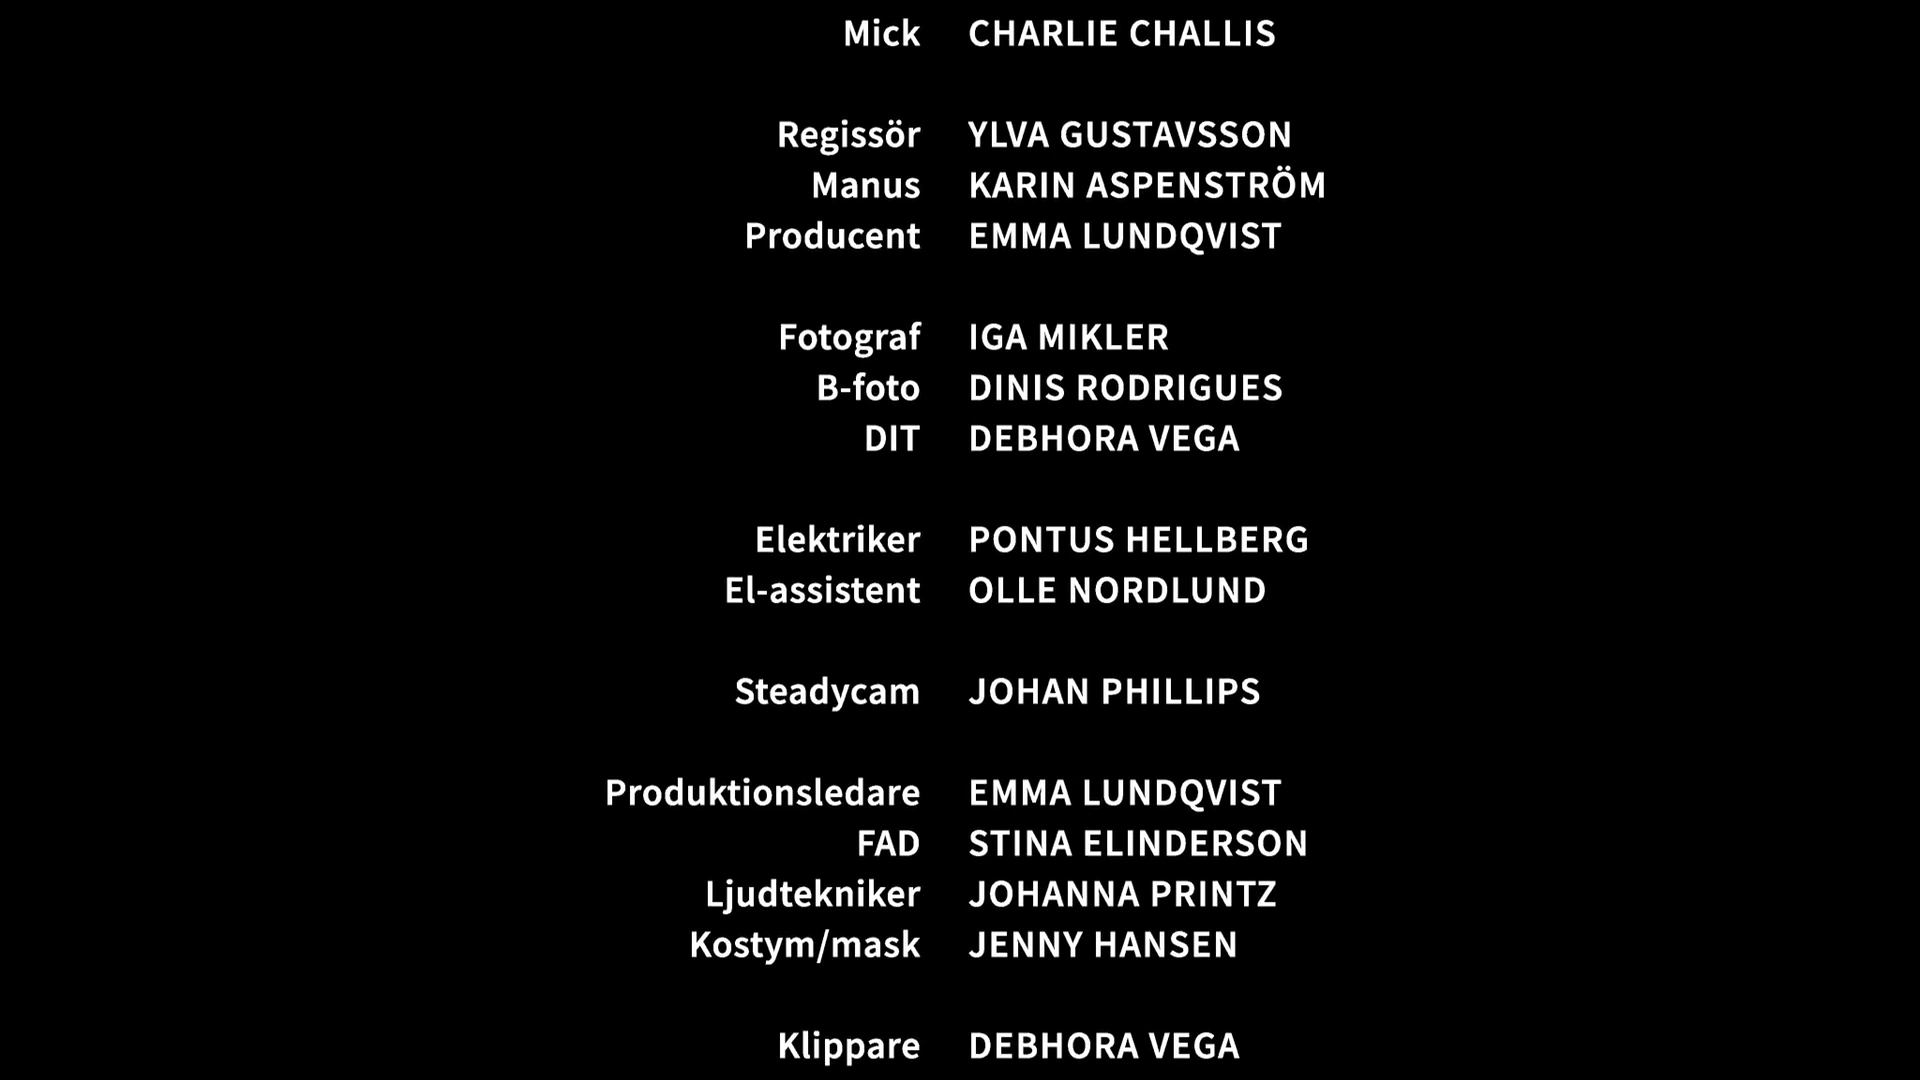 Mick CHARLIE CHALLIS
Regissör YLVA GUSTAVSSON
Manus KARIN ASPENSTRÖM
Producent EMMA LUNDQVIST
Fotograf IGA MIKLER
B-foto DINIS RODRIGUES
DIT DEBHORA VEGA
Elektriker PONTUS HELLBERG
El-assistent OLLE NORDLUND
Steadycam JOHAN PHILLIPS
Produktionsledare EMMA LUNDQVIST
FAD STINA ELINDERSON
Ljudtekniker JOHANNA PRINTZ
Kostym/mask JENNY HANSEN
Klippare DEBHORA VEGA